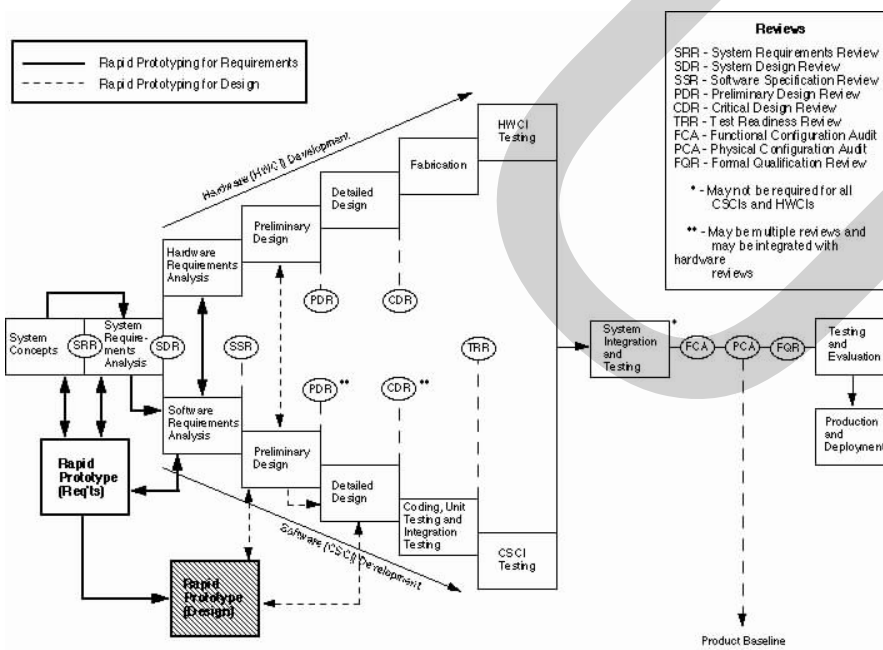 Rapid Prototyping for Requirements
Rapid Prototyping for Design
Reviews
SRR - System Requirements Review
SDR - System Design Review
SSR - Software Specification Review
PDR - Preliminary Design Review
CDR - Critical Design Review
TRR - Test Readiness Review
FCA - Functional Configuration Audit
PCA - Physical Configuration Audit
FQR - Formal Qualification Review
* - May not be required for all
CSCIs and HWCIs
** - May be multiple reviews and
may be integrated with
hardware
reviews
Hardware (HWCI) Development
HWCI
Testing
Fabrication
Detailed
Design
Preliminary
Design
Hardware
Requirements
Analysis
PDR
CDR
System
Concepts
SRR
System
Require-
ments
Analysis
SDR
SSR
TRR
PDR **
CDR **
System
Integration
and
Testing
*
FCA
PCA
FQR
Testing
and
Evaluation
Production
and
Deployment
Software
Requirements
Analysis
Preliminary
Design
Detailed
Design
Coding, Unit
Testing and
Integration
Testing
CSCI
Testing
Software (CSCI) Development
Rapid
Prototype
(Req'ts)
Rapid
Prototype
(Design)
Product Baseline